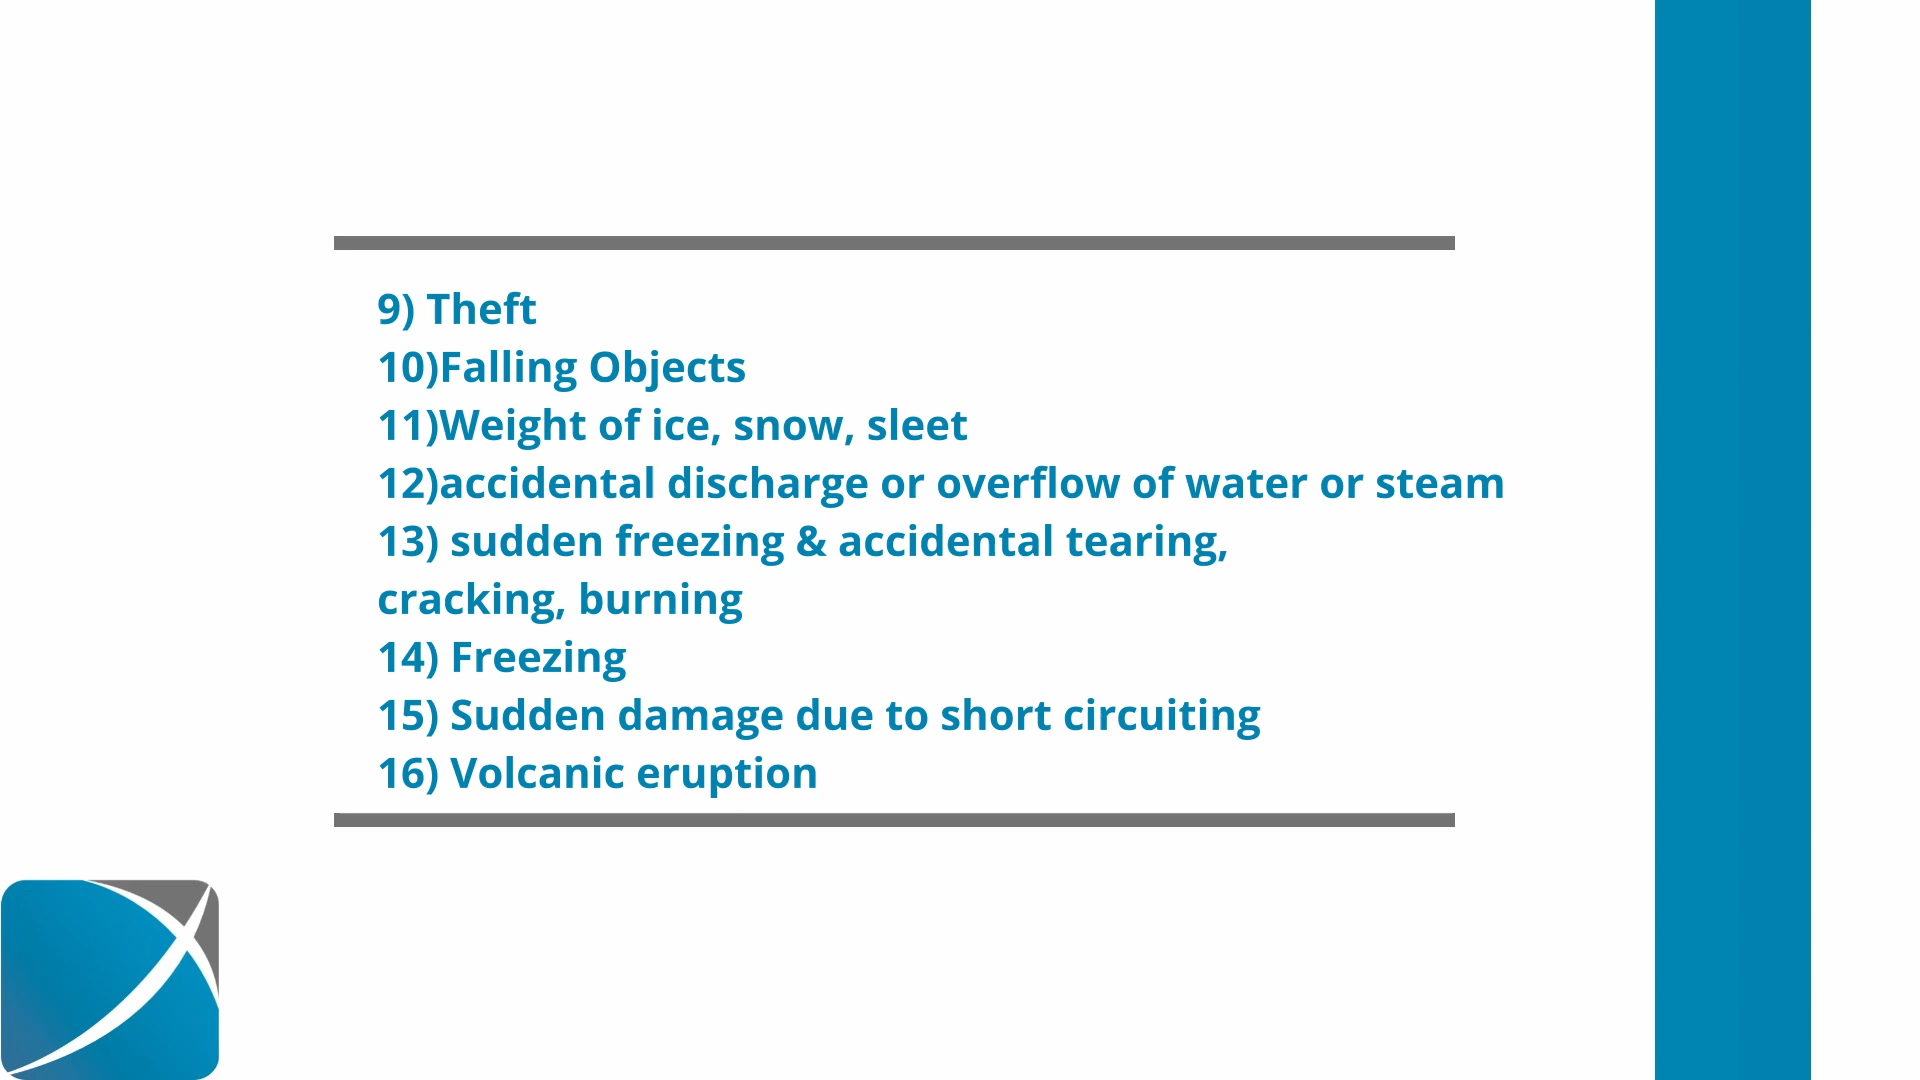 9) Theft
10)Falling Objects
11)Weight of ice, snow, sleet
12)accidental discharge or overflow of water or steam
13) sudden freezing & accidental tearing,
cracking, burning
14) Freezing
15) Sudden damage due to short circuiting
16) Volcanic eruption